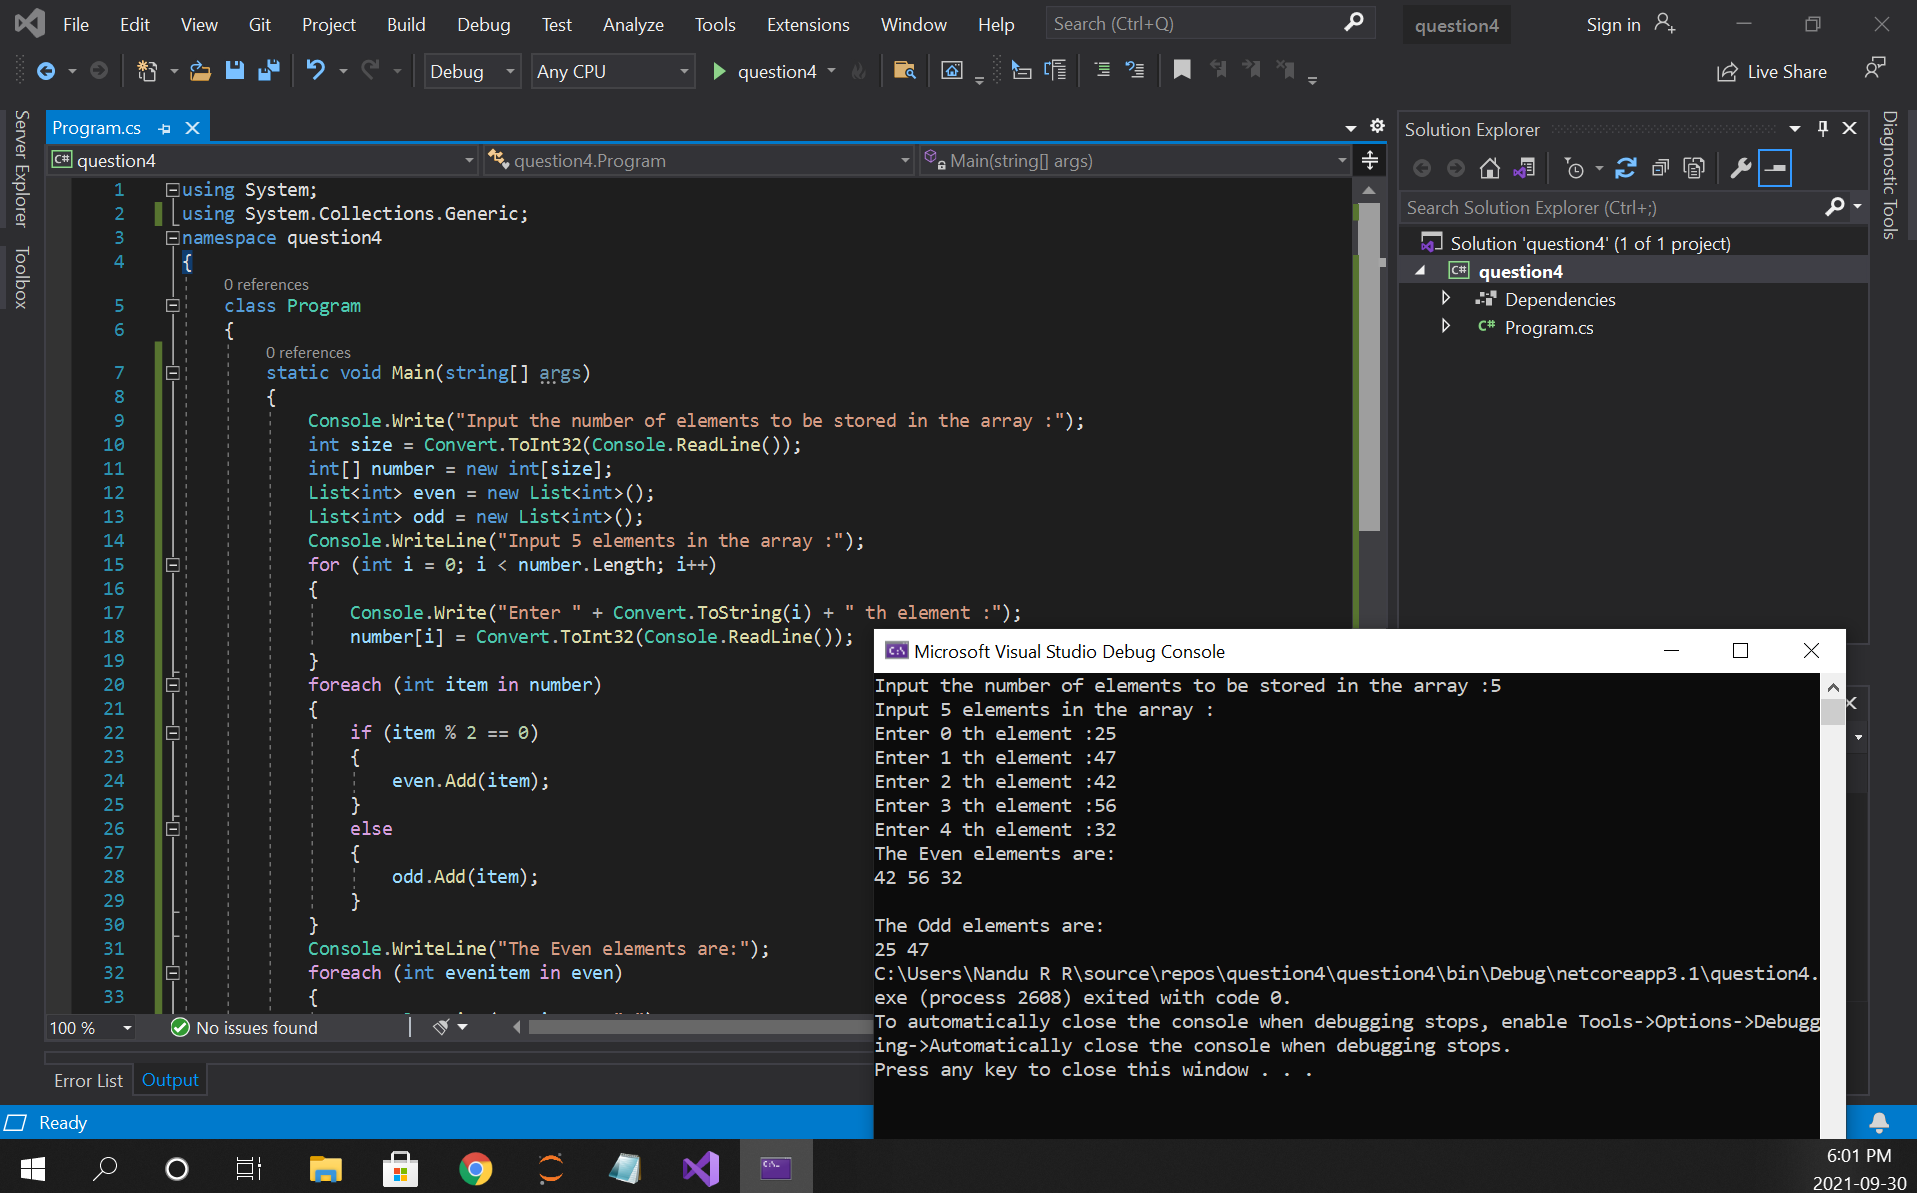 File Edit View Git Project Build Debug Test Analyze Tools Extensions Window Help Search (Ctrl+Q) question4 Sign in
Debug Any CPU question4 Live Share
Server Explorer
Toolbox
Program.cs
question4 question4.Program Main(string[] args)
1 using System;
2 using System.Collections.Generic;
3 namespace question4
4 {
0 references
5 class Program
6 {
0 references
7 static void Main(string[] args)
8 {
9 Console.Write("Input the number of elements to be stored in the array :");
10 int size = Convert.ToInt32(Console.ReadLine());
11 int[] number = new int[size];
12 List<int> even = new List<int>();
13 List<int> odd = new List<int>();
14 Console.WriteLine("Input 5 elements in the array :");
15 for (int i = 0; i < number.Length; i++)
16 {
17 Console.Write("Enter " + Convert.ToString(i) + " th element :");
18 number[i] = Convert.ToInt32(Console.ReadLine());
19 }
20 foreach (int item in number)
21 {
22 if (item % 2 == 0)
23 {
24 even.Add(item);
25 }
26 else
27 {
28 odd.Add(item);
29 }
30 }
31 Console.WriteLine("The Even elements are:");
32 foreach (int evenitem in even)
33 {
100 % No issues found
Error List Output
Ready
Solution Explorer
Search Solution Explorer (Ctrl+;)
Solution 'question4' (1 of 1 project)
C# question4
Dependencies
C# Program.cs
Diagnostic Tools
Microsoft Visual Studio Debug Console
Input the number of elements to be stored in the array :5
Input 5 elements in the array :
Enter 0 th element :25
Enter 1 th element :47
Enter 2 th element :42
Enter 3 th element :56
Enter 4 th element :32
The Even elements are:
42 56 32
The Odd elements are:
25 47
C:\Users\Nandu R R\source\repos\question4\question4\bin\Debug\netcoreapp3.1\question4.
exe (process 2608) exited with code 0.
To automatically close the console when debugging stops, enable Tools->Options->Debugg
ing->Automatically close the console when debugging stops.
Press any key to close this window . . .
6:01 PM
2021-09-30